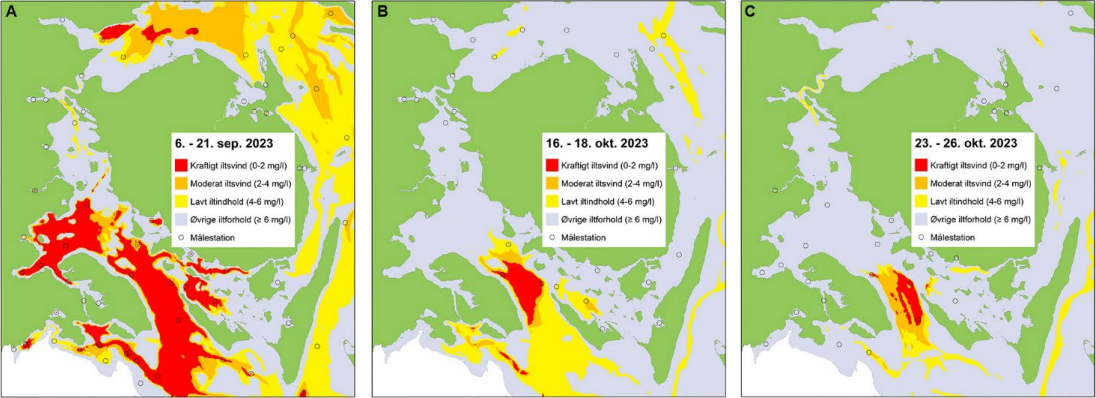 A
6. - 21. sep. 2023
Kraftigt iltsvind (0-2 mg/l)
Moderat iltsvind (2-4 mg/l)
Lavt iltindhold (4-6 mg/l)
Øvrige iltforhold (≥ 6 mg/l)
Målestation
B
16. - 18. okt. 2023
Kraftigt iltsvind (0-2 mg/l)
Moderat iltsvind (2-4 mg/l)
Lavt iltindhold (4-6 mg/l)
Øvrige iltforhold (≥ 6 mg/l)
Målestation
C
23. - 26. okt. 2023
Kraftigt iltsvind (0-2 mg/l)
Moderat iltsvind (2-4 mg/l)
Lavt iltindhold (4-6 mg/l)
Øvrige iltforhold (≥ 6 mg/l)
Målestation